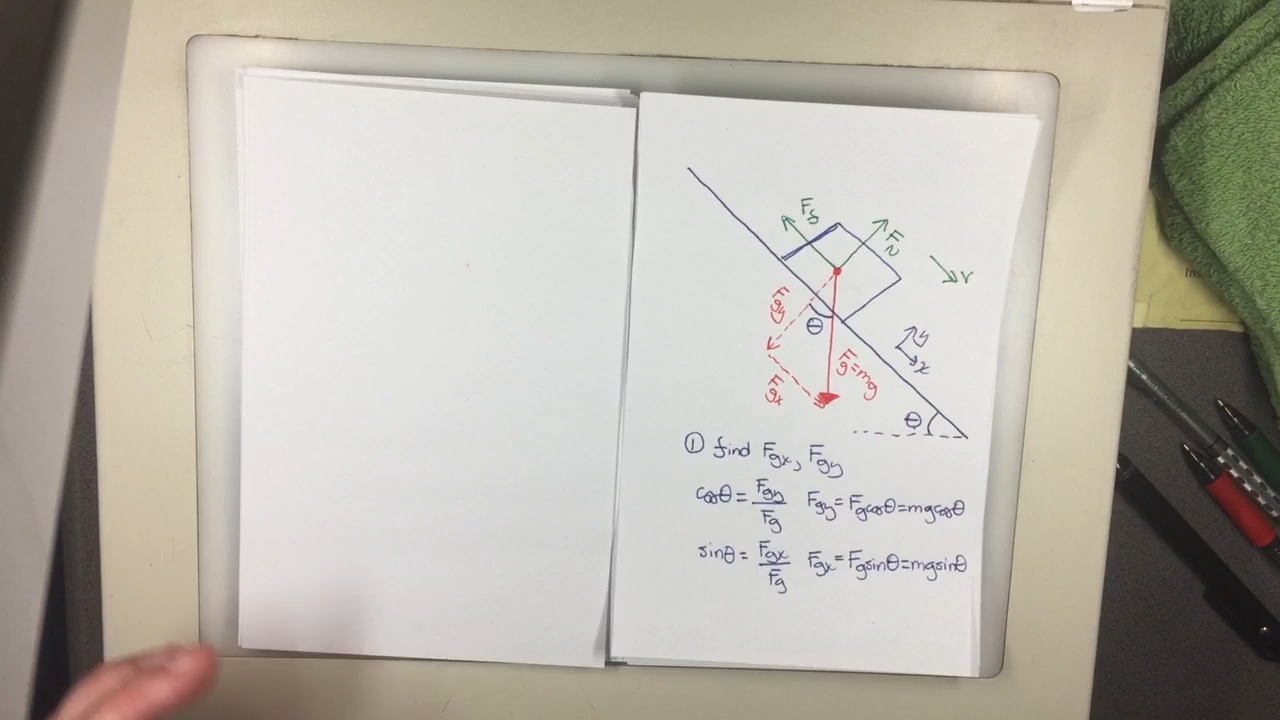 Ff
FN
v
Fgy
θ
Fg=mg
y
x
Fgx
θ
① find Fgx, Fgy
cosθ = Fgy/Fg Fgy = Fgcosθ = mgcosθ
sinθ = Fgx/Fg Fgx = Fgsinθ = mgsinθ